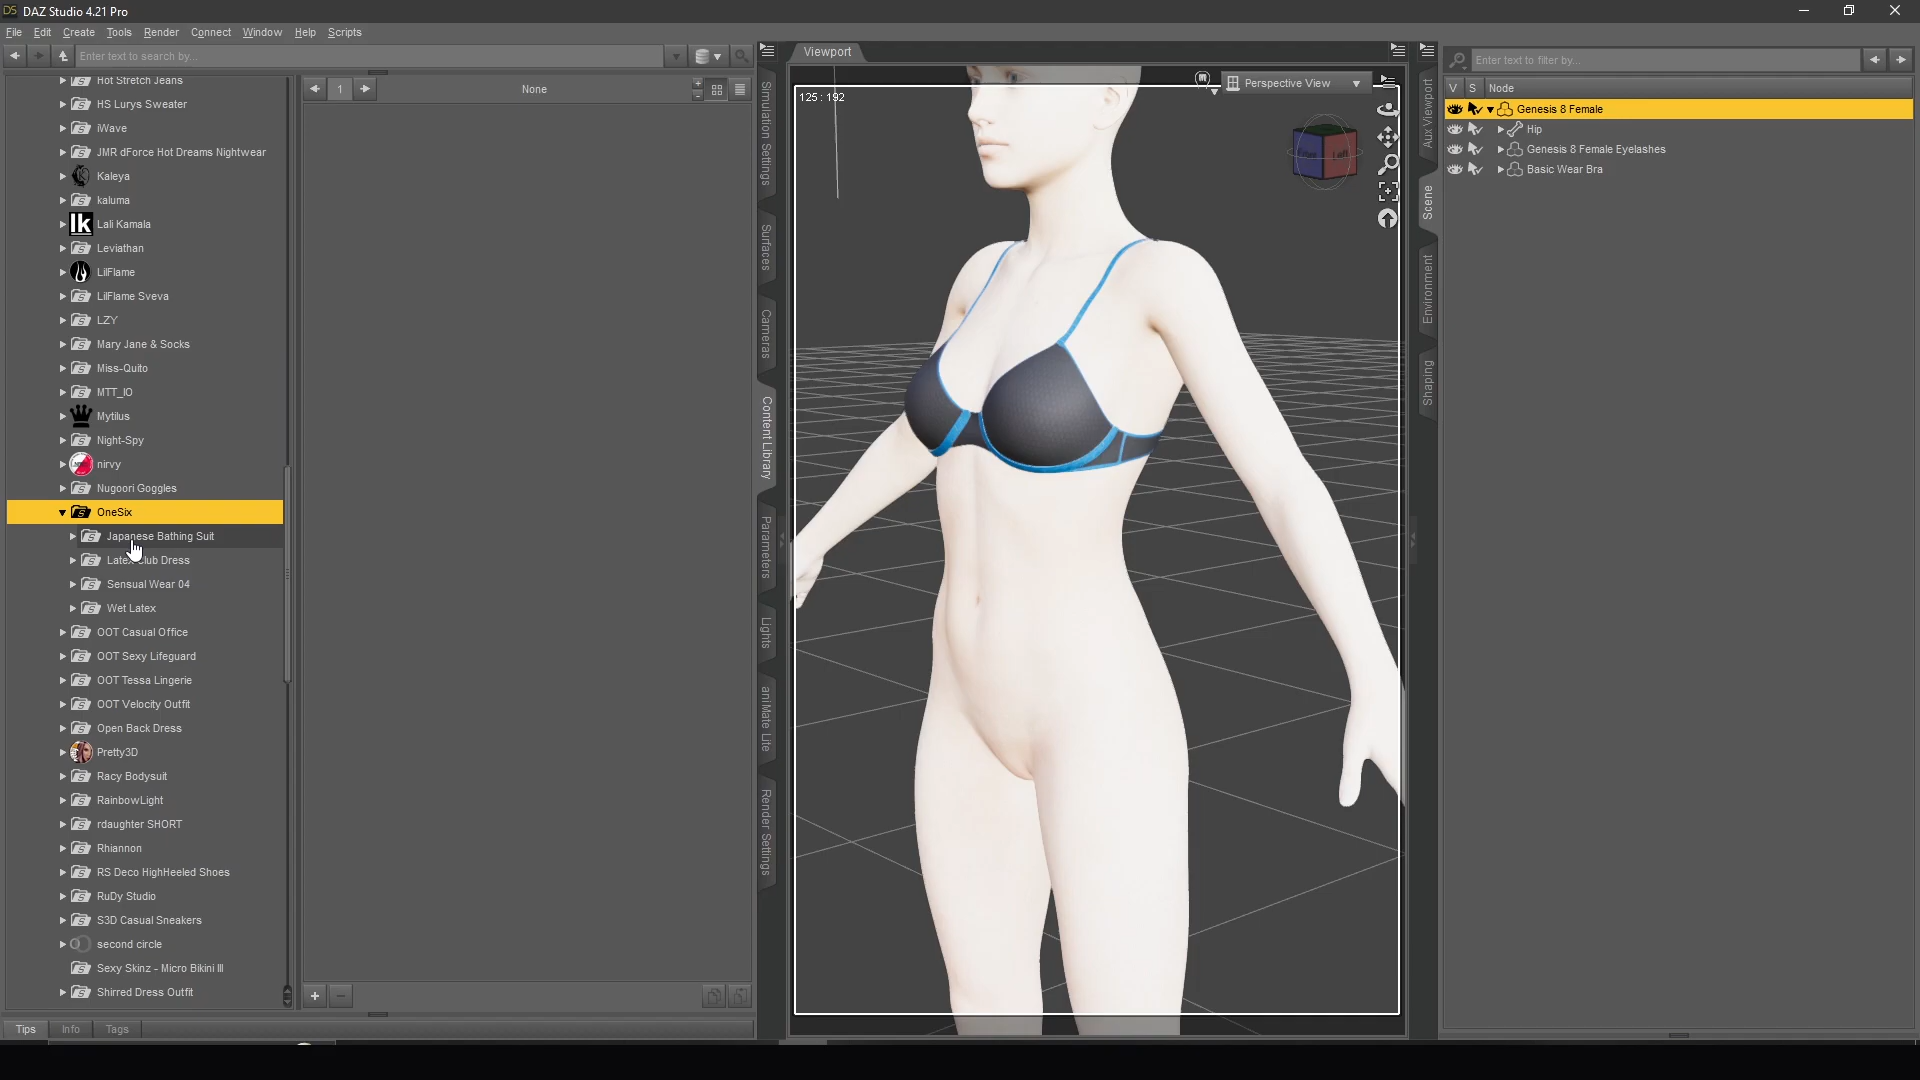 DS DAZ Studio 4.21 Pro
File Edit Create Tools Render Connect Window Help Scripts
Enter text to search by...
Hot Stretch Jeans
HS Lurys Sweater
iWave
JMR dForce Hot Dreams Nightwear
Kaleya
kaluma
lk Lali Kamala
Leviathan
LilFlame
LilFlame Sveva
LZY
Mary Jane & Socks
Miss-Quito
MTT_IO
Mytilus
Night-Spy
nirvy
Nugoori Goggles
OneSix
Japanese Bathing Suit
Latex Club Dress
Sensual Wear 04
Wet Latex
OOT Casual Office
OOT Sexy Lifeguard
OOT Tessa Lingerie
OOT Velocity Outfit
Open Back Dress
Pretty3D
Racy Bodysuit
RainbowLight
rdaughter SHORT
Rhiannon
RS Deco HighHeeled Shoes
RuDy Studio
S3D Casual Sneakers
second circle
Sexy Skinz - Micro Bikini III
Shirred Dress Outfit
Tips Info Tags
1
None
+
-
Simulation Settings
Surfaces
Cameras
Content Library
Parameters
Lights
aniMate Lite
Render Settings
Viewport
125 : 192
Perspective View
Left
Aux Viewport
Scene
Environment
Shaping
Enter text to filter by...
V S Node
Genesis 8 Female
Hip
Genesis 8 Female Eyelashes
Basic Wear Bra